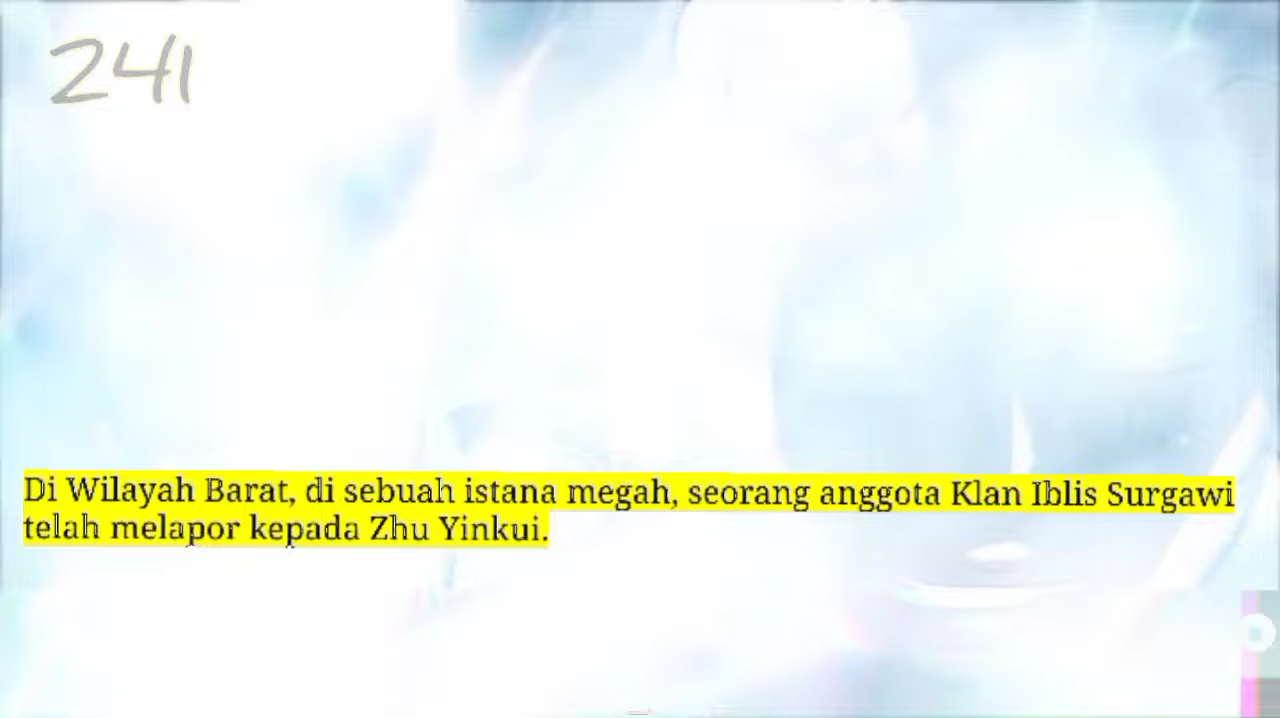 241
Di Wilayah Barat, di sebuah istana megah, seorang anggota Klan Iblis Surgawi
telah melapor kepada Zhu Yinkui.